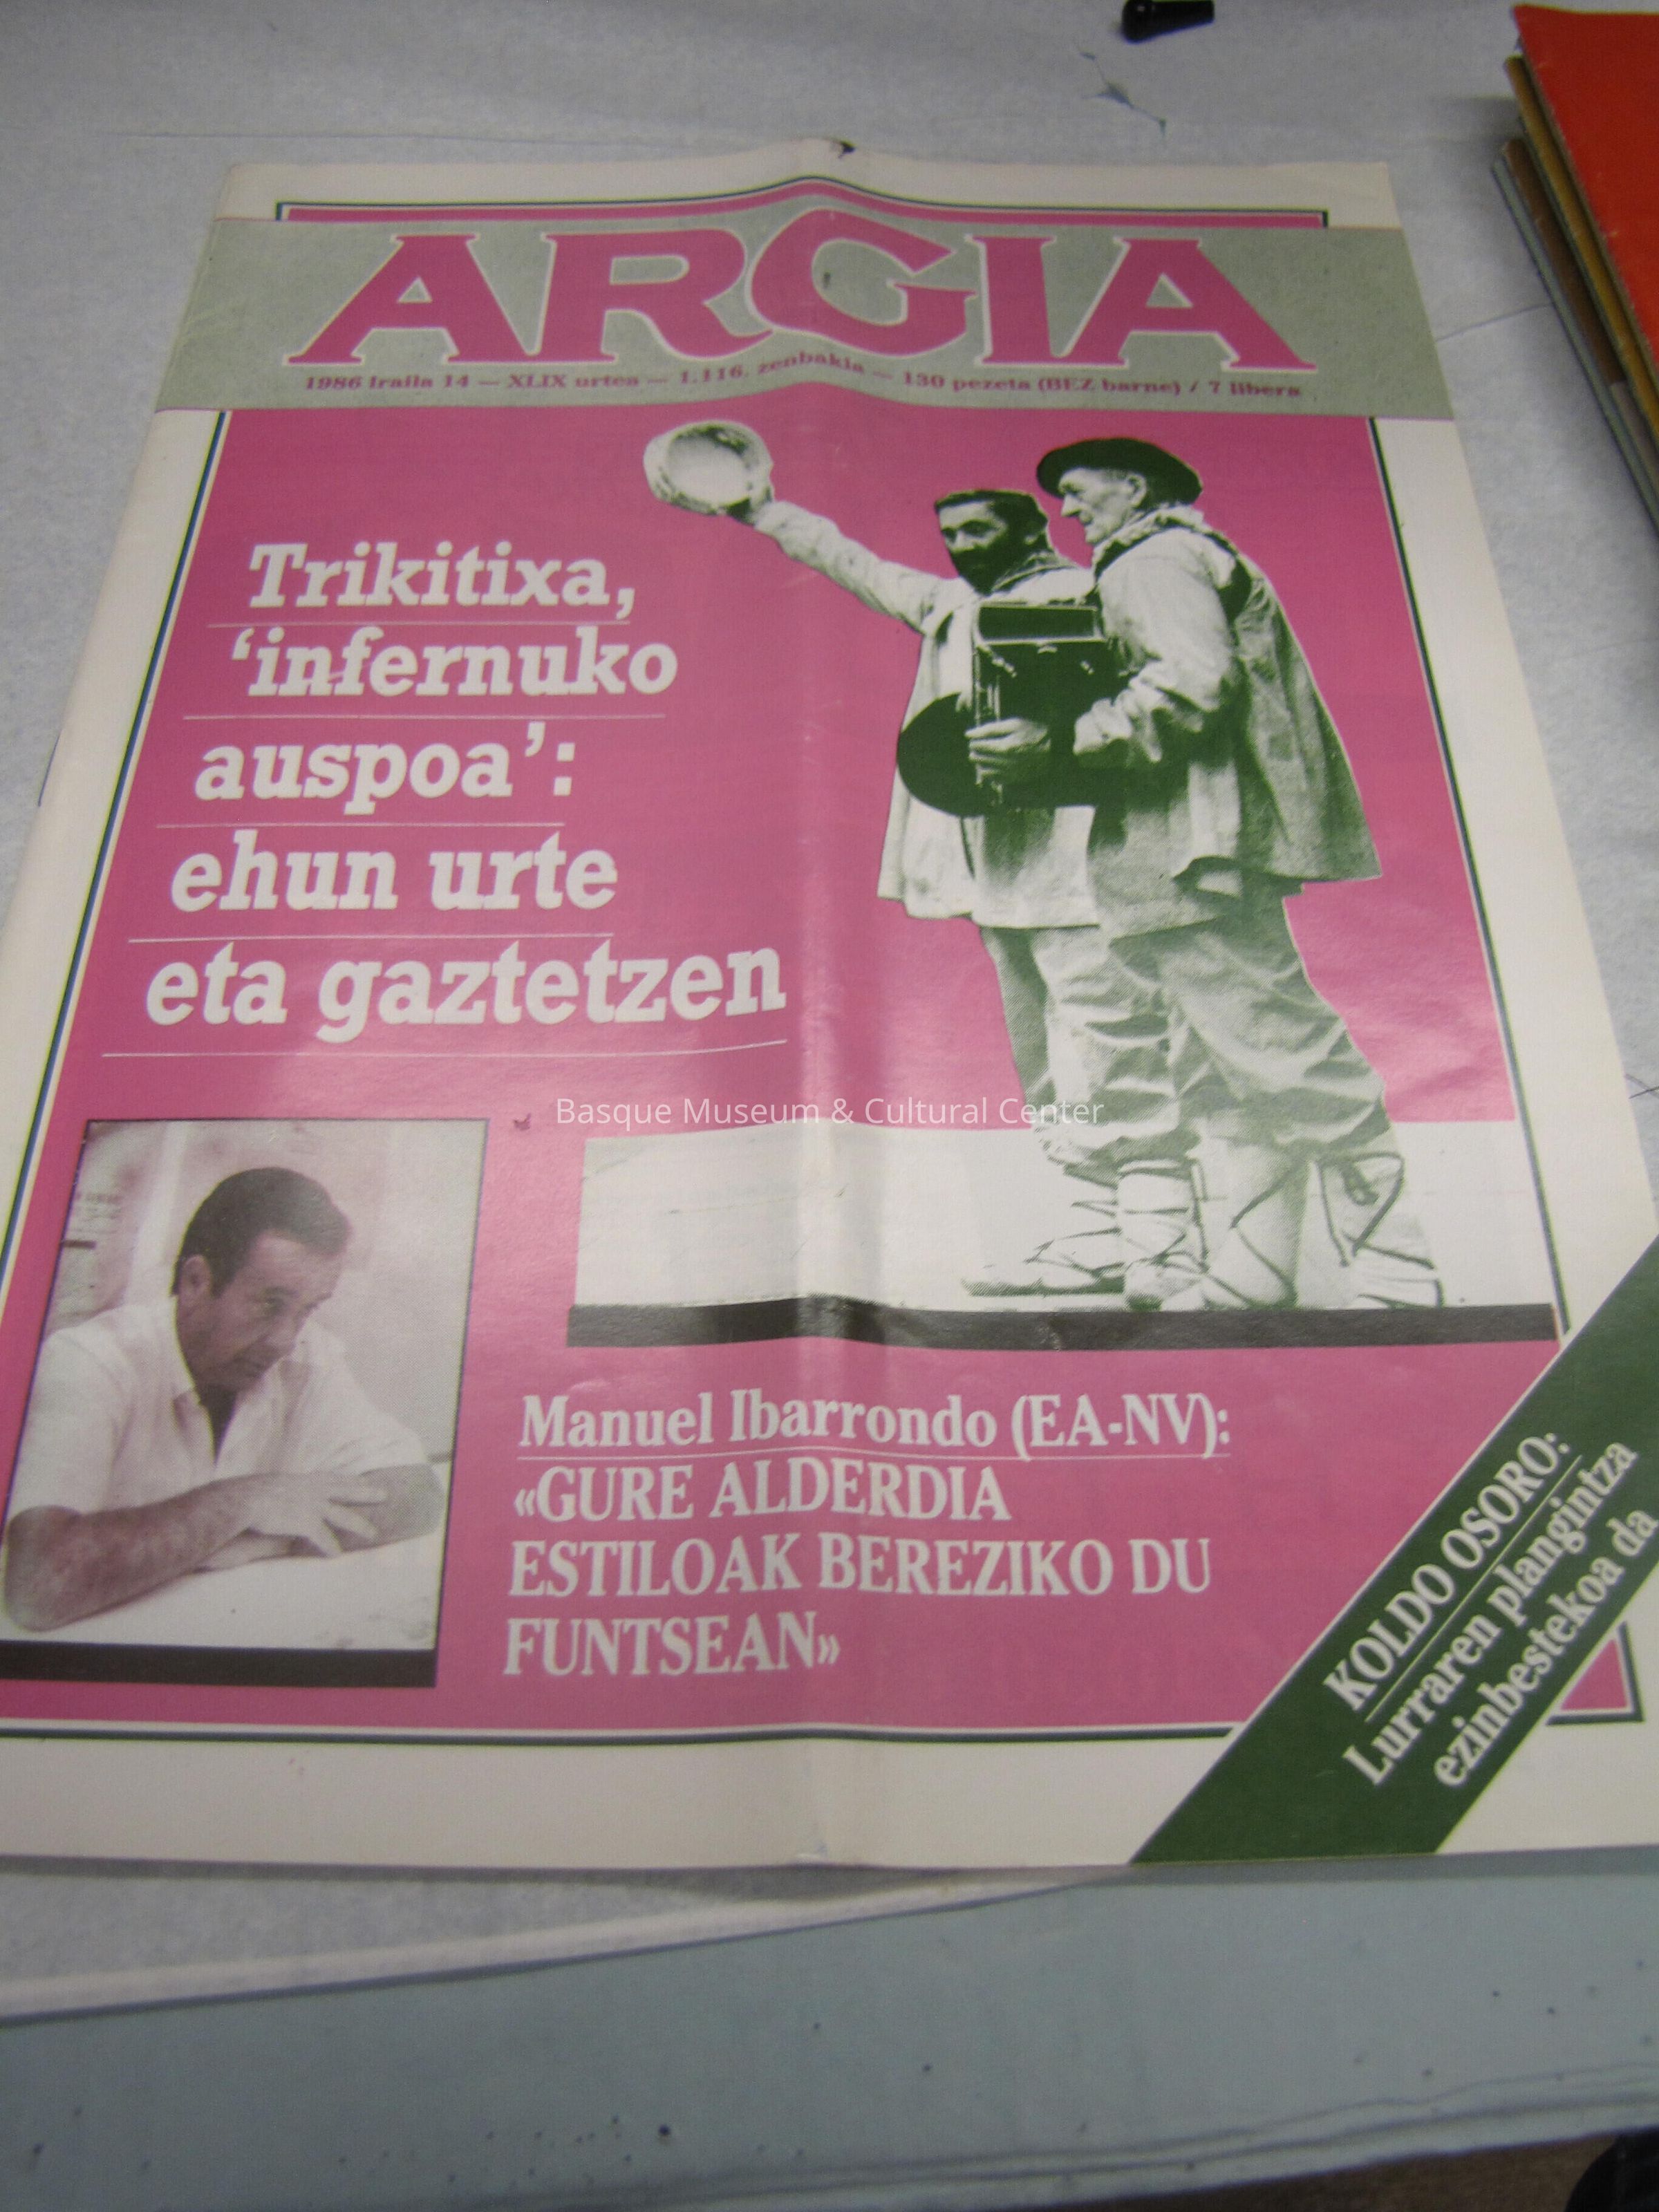 ARGIA
1986 Iraila 14 — XLIX urtea — 1.116. zenbakia — 130 pezeta (BEZ barne) / 7 libera
Trikitixa,
‘infernuko
auspoa’:
ehun urte
eta gaztetzen
Basque Museum & Cultural Center
Manuel Ibarrondo (EA-NV):
«GURE ALDERDIA
ESTILOAK BEREZIKO DU
FUNTSEAN»
KOLDO OSORO:
Lurraren plangintza
ezinbestekoa da